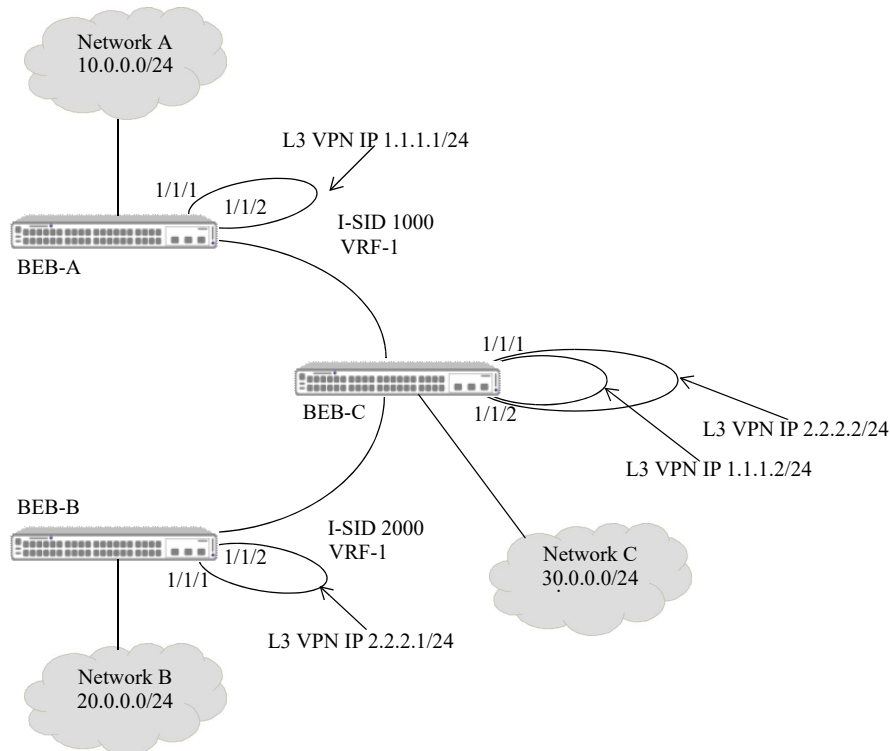 Network A
10.0.0.0/24
L3 VPN IP 1.1.1.1/24
1/1/1
1/1/2
I-SID 1000
VRF-1
BEB-A
1/1/1
BEB-C
1/1/2
L3 VPN IP 2.2.2.2/24
L3 VPN IP 1.1.1.2/24
BEB-B
I-SID 2000
VRF-1
1/1/2
1/1/1
Network C
30.0.0.0/24
L3 VPN IP 2.2.2.1/24
Network B
20.0.0.0/24